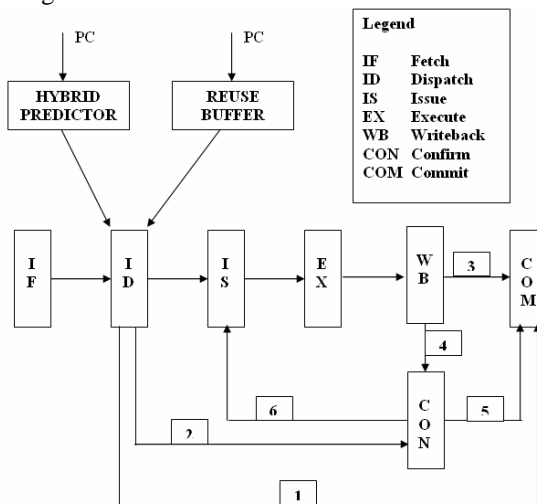 PC
PC
HYBRID
PREDICTOR
REUSE
BUFFER
Legend
IF Fetch
ID Dispatch
IS Issue
EX Execute
WB Writeback
CON Confirm
COM Commit
I
F
I
D
I
S
E
X
W
B
C
O
M
3
4
C
O
N
6
5
2
1